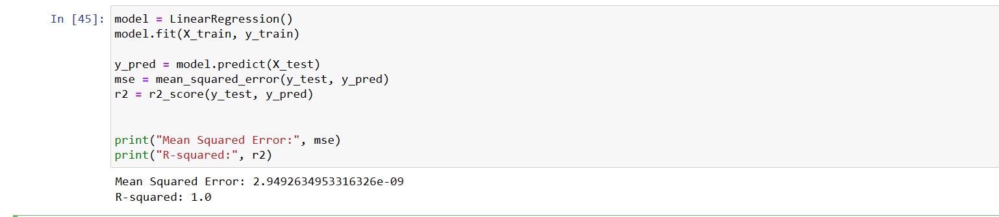 In [45]: model = LinearRegression()
model.fit(X_train, y_train)
y_pred = model.predict(X_test)
mse = mean_squared_error(y_test, y_pred)
r2 = r2_score(y_test, y_pred)
print("Mean Squared Error:", mse)
print("R-squared:", r2)
Mean Squared Error: 2.9492634953316326e-09
R-squared: 1.0